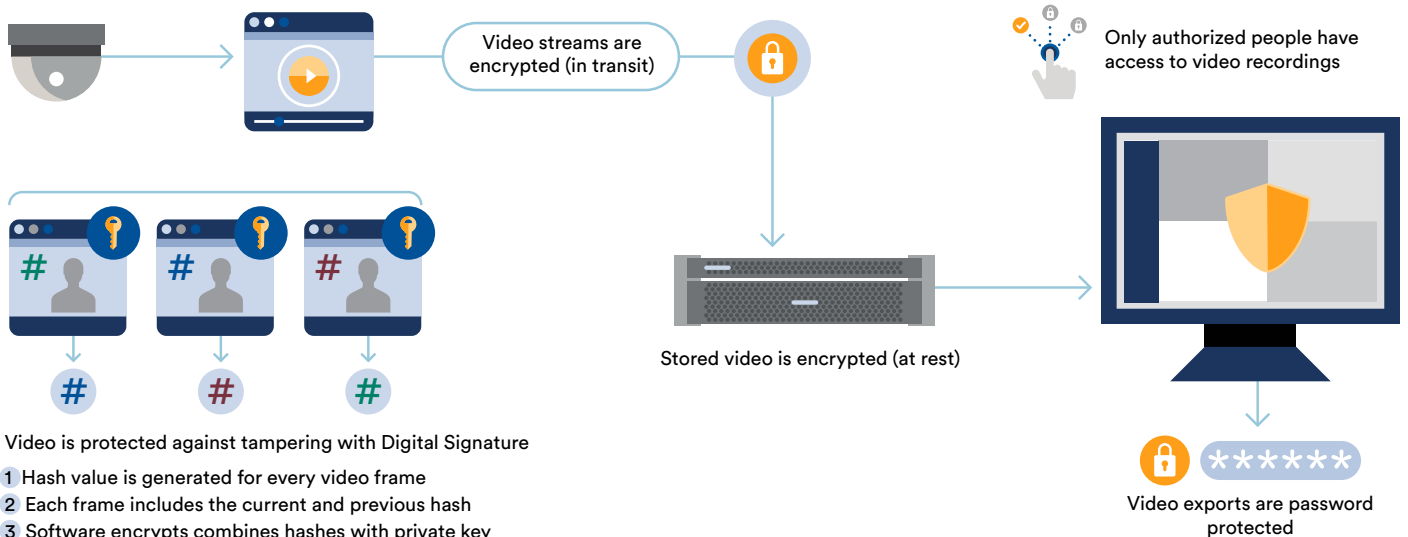 Video streams are
encrypted (in transit)
Only authorized people have
access to video recordings
#
#
#
#
#
#
Stored video is encrypted (at rest)
Video is protected against tampering with Digital Signature
1 Hash value is generated for every video frame
2 Each frame includes the current and previous hash
3 Software encrypts combines hashes with private key
******
Video exports are password
protected